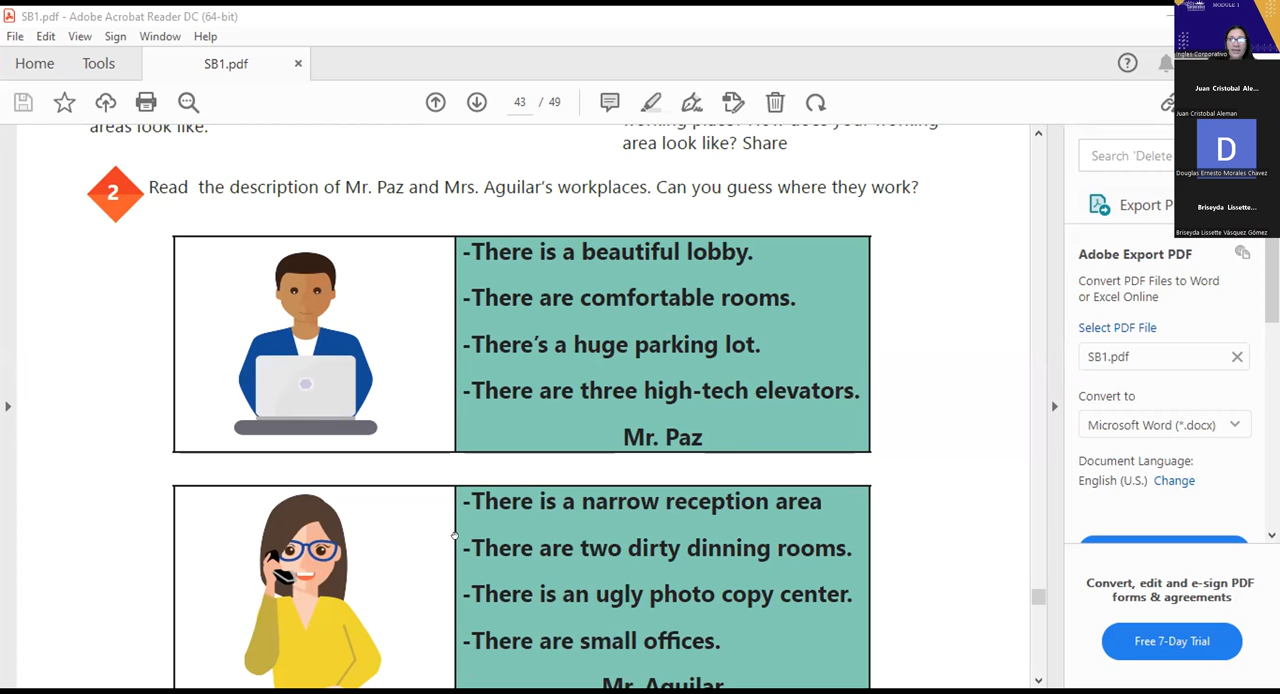 SB1.pdf - Adobe Acrobat Reader DC (64-bit)
File Edit View Sign Window Help
Home Tools SB1.pdf ×
43 / 49
MODULE 1
Ingles Corporativo
Juan Cristobal Ale...
Juan Cristobal Aleman
D
Douglas Ernesto Morales Chavez
Briseyda Lissette...
Briseyda Lissette Vásquez Gómez
areas look like.
area look like? Share
2
Read the description of Mr. Paz and Mrs. Aguilar's workplaces. Can you guess where they work?
-There is a beautiful lobby.
-There are comfortable rooms.
-There's a huge parking lot.
-There are three high-tech elevators.
Mr. Paz
-There is a narrow reception area
-There are two dirty dinning rooms.
-There is an ugly photo copy center.
-There are small offices.
Mr. Aguilar
Search 'Delete
Export P
Adobe Export PDF
Convert PDF Files to Word
or Excel Online
Select PDF File
SB1.pdf
Convert to
Microsoft Word (*.docx)
Document Language:
English (U.S.) Change
Convert, edit and e-sign PDF
forms & agreements
Free 7-Day Trial